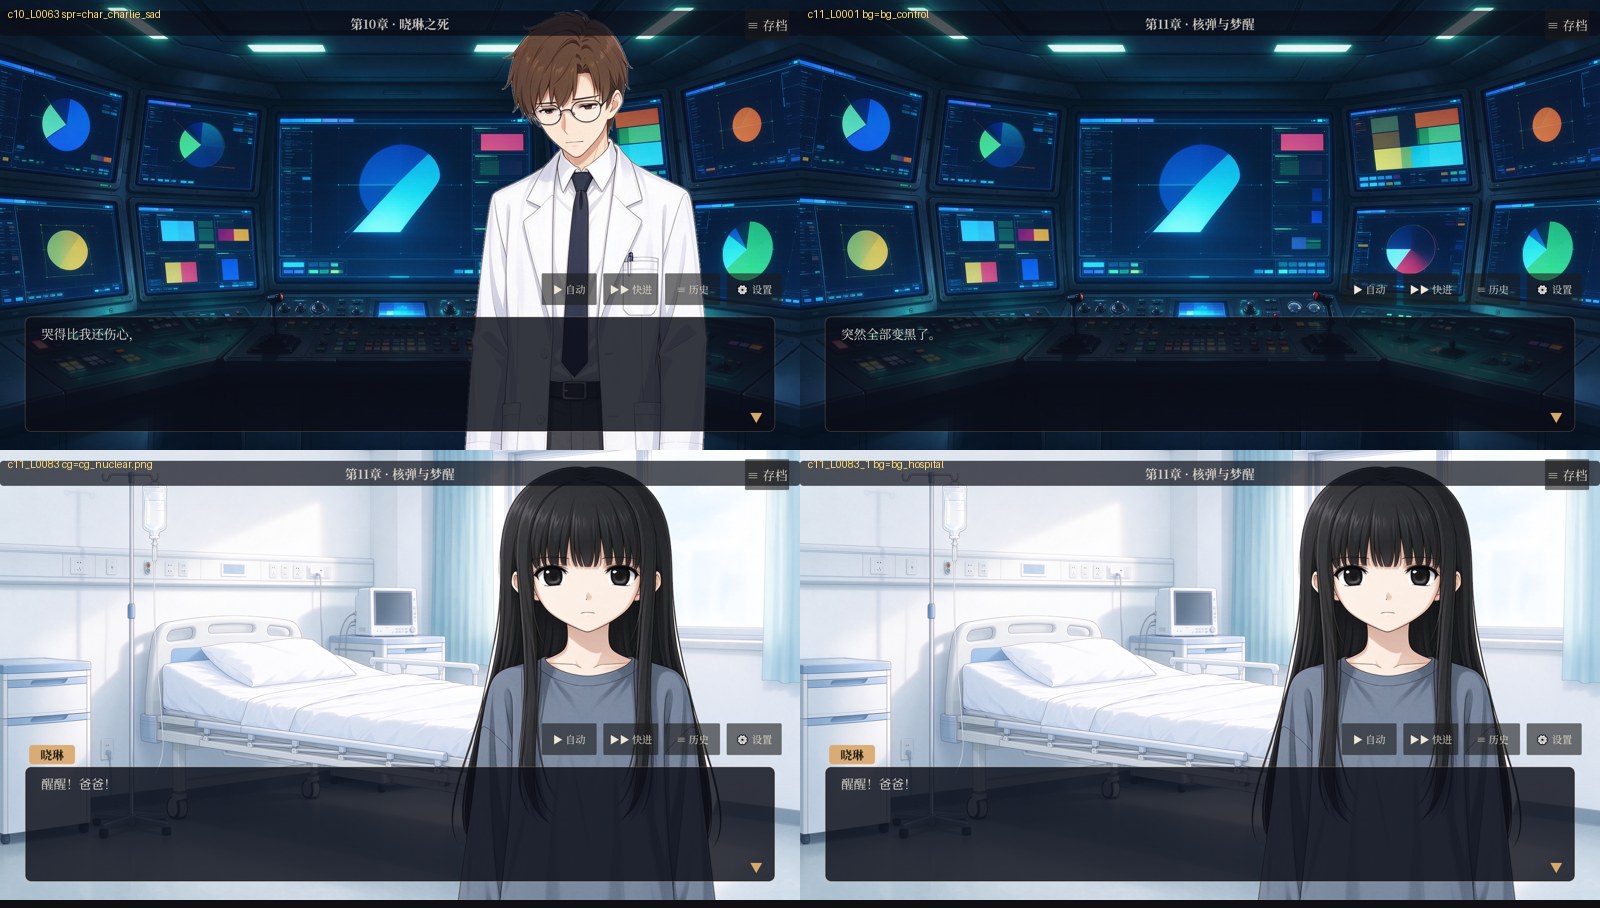 c10_L0063 spr=char_charlie_sad
第10章 · 晓琳之死
≡ 存档
▶ 自动
▶▶ 快进
≡ 历史
设置
哭得比我还伤心,
c11_L0001 bg=bg_control
第11章 · 核弹与梦醒
≡ 存档
▶ 自动
▶▶ 快进
≡ 历史
设置
突然全部变黑了。
c11_L0083 cg=cg_nuclear.png
第11章 · 核弹与梦醒
≡ 存档
▶ 自动
▶▶ 快进
≡ 历史
设置
晓琳
醒醒！爸爸！
c11_L0083_1 bg=bg_hospital
第11章 · 核弹与梦醒
≡ 存档
▶ 自动
▶▶ 快进
≡ 历史
设置
晓琳
醒醒！爸爸！